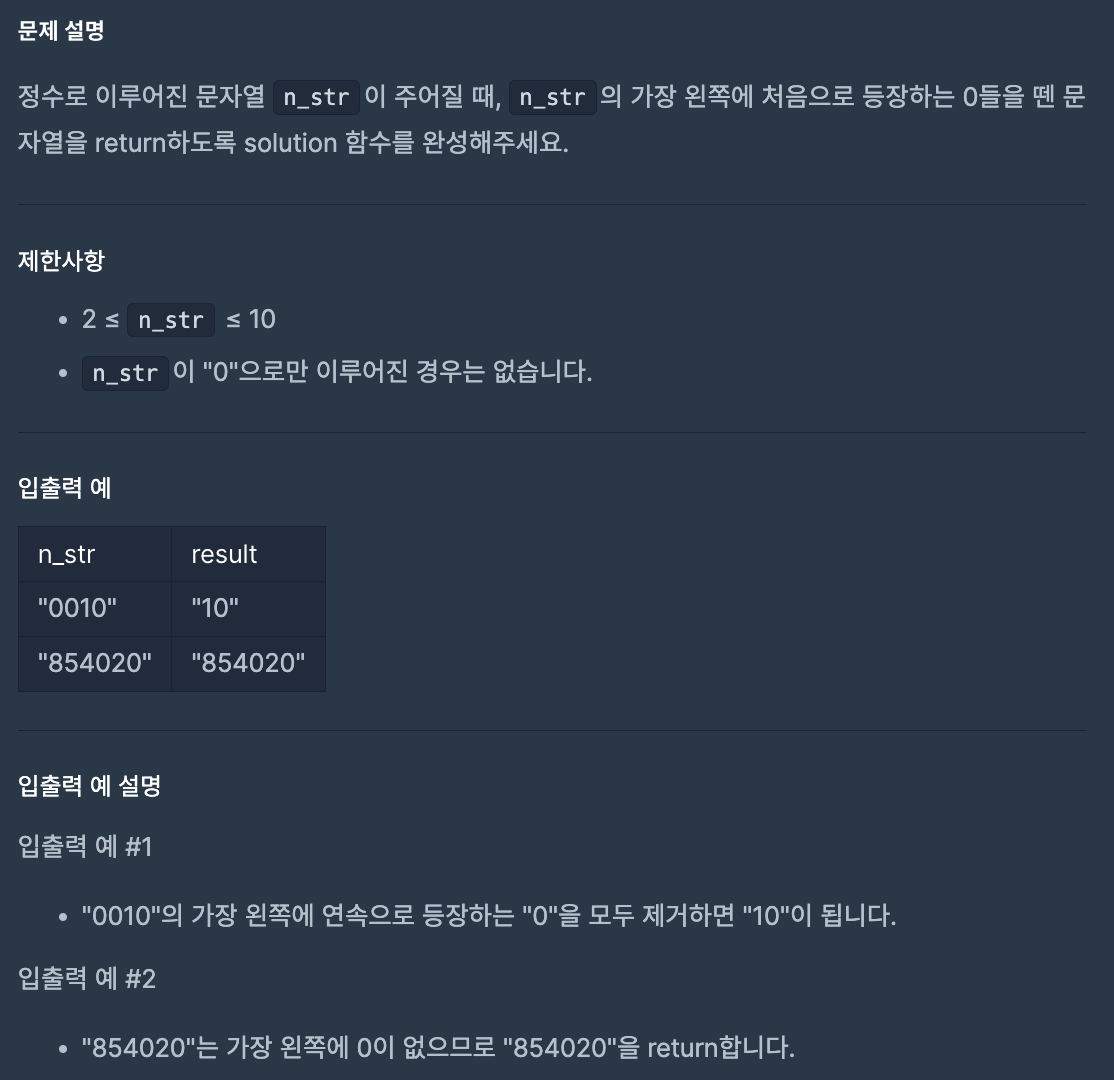 문제 설명
정수로 이루어진 문자열 n_str 이 주어질 때, n_str 의 가장 왼쪽에 처음으로 등장하는 0들을 뗀 문
자열을 return하도록 solution 함수를 완성해주세요.
제한사항
• 2 ≤ n_str ≤ 10
• n_str 이 "0"으로만 이루어진 경우는 없습니다.
입출력 예
n_str result
"0010" "10"
"854020" "854020"
입출력 예 설명
입출력 예 #1
• "0010"의 가장 왼쪽에 연속으로 등장하는 "0"을 모두 제거하면 "10"이 됩니다.
입출력 예 #2
• "854020"는 가장 왼쪽에 0이 없으므로 "854020"을 return합니다.